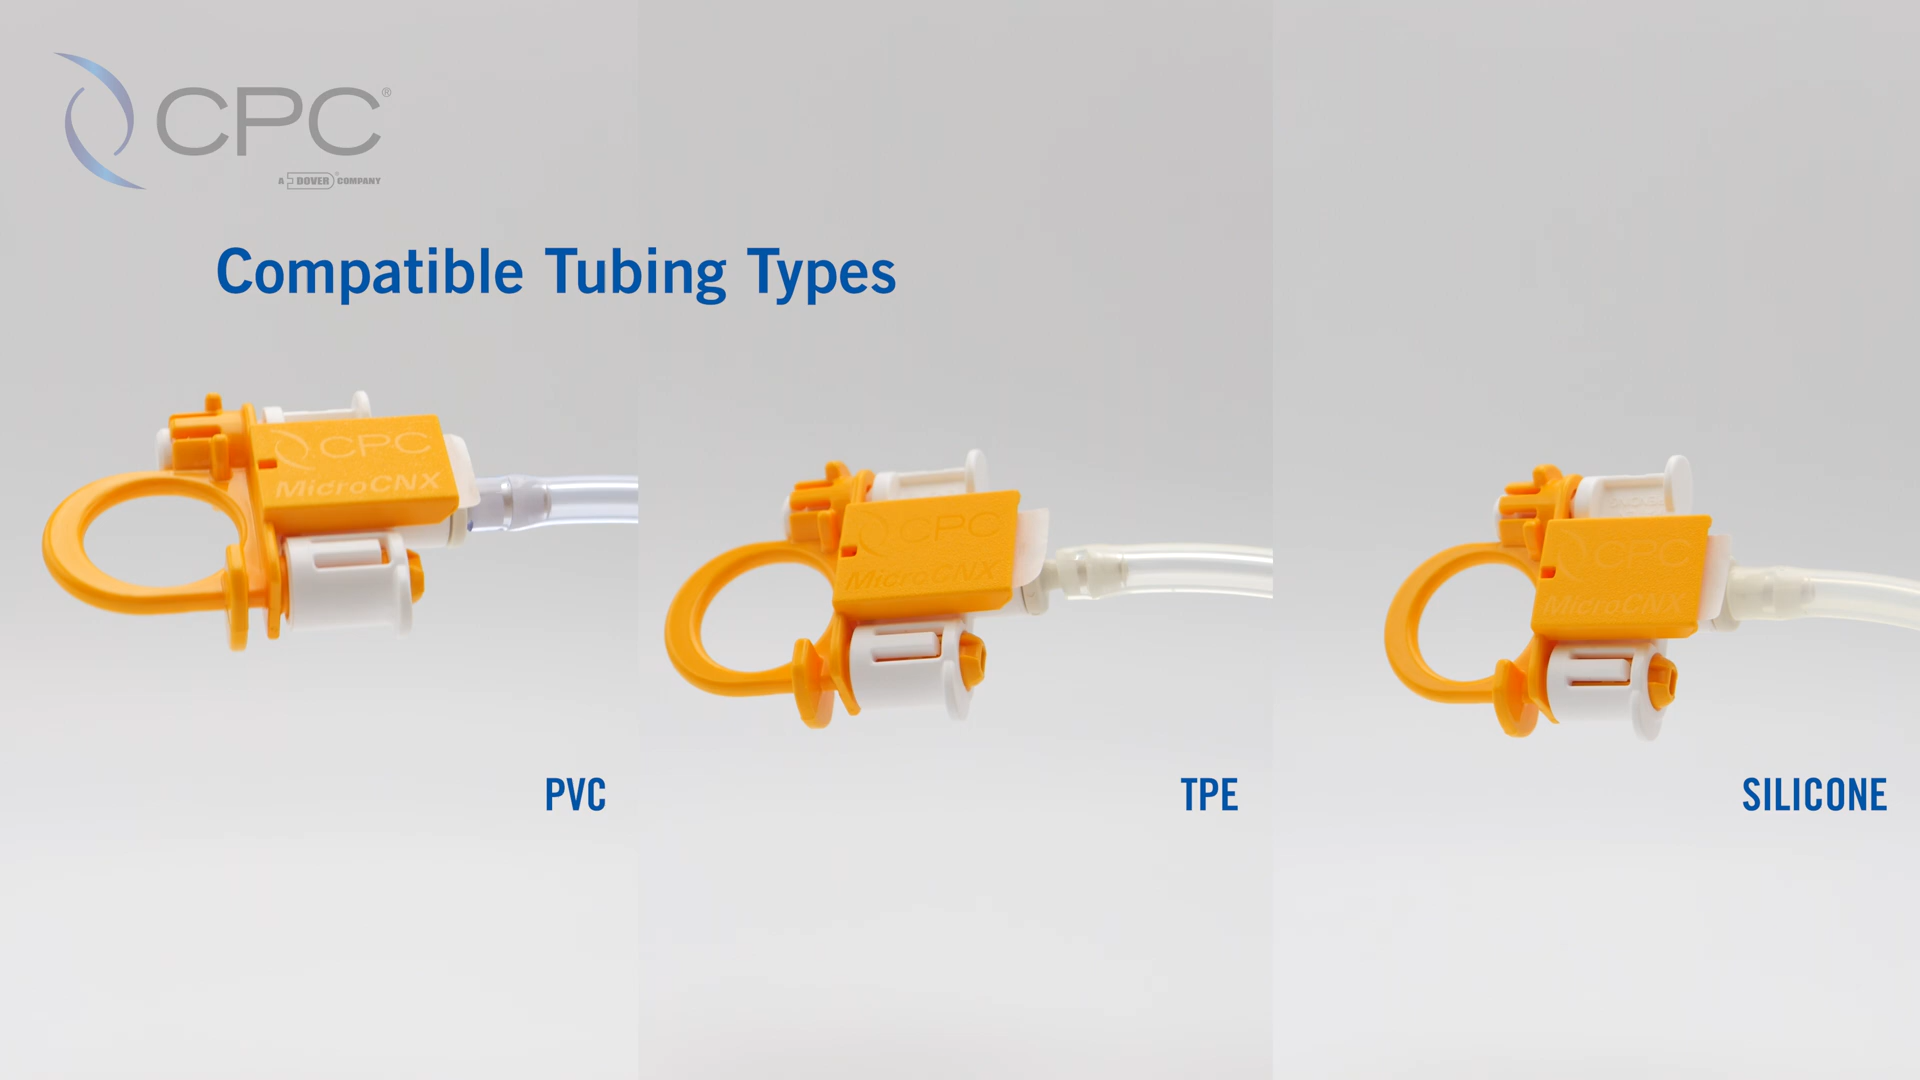 CPC®
A DOVER® COMPANY
Compatible Tubing Types
CPC
MicroCNX
CPC
MicroCNX
CPC
MicroCNX
PVC
TPE
SILICONE